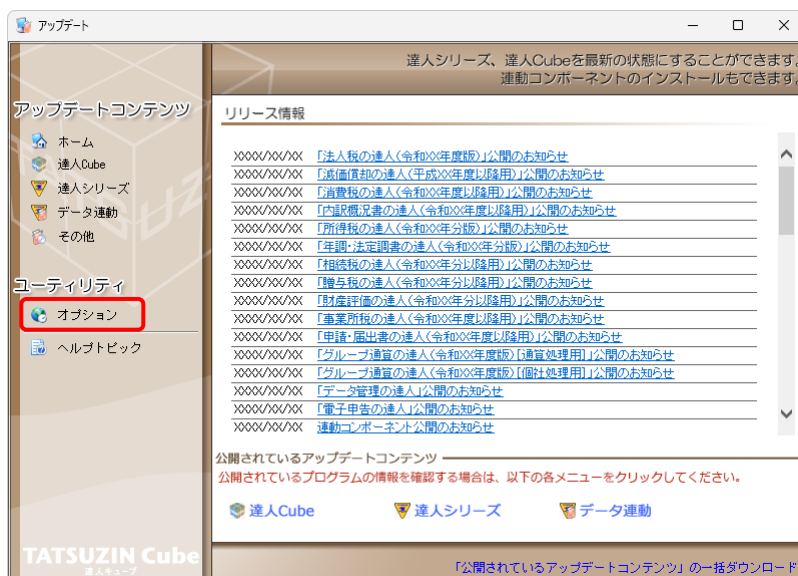 アップデート
達人シリーズ、達人Cubeを最新の状態にすることができます。
連動コンポーネントのインストールもできます。
アップデートコンテンツ
ホーム
達人Cube
達人シリーズ
データ連動
その他
ユーティリティ
オプション
ヘルプトピック
リリース情報
XXXX/XX/XX 「法人税の達人(令和XX年度版)」公開のお知らせ
XXXX/XX/XX 「減価償却の達人(平成XX年度以降用)」公開のお知らせ
XXXX/XX/XX 「消費税の達人(令和XX年度以降用)」公開のお知らせ
XXXX/XX/XX 「内訳概況書の達人(令和XX年度以降用)」公開のお知らせ
XXXX/XX/XX 「所得税の達人(令和XX年分版)」公開のお知らせ
XXXX/XX/XX 「年調・法定調書の達人(令和XX年分版)」公開のお知らせ
XXXX/XX/XX 「相続税の達人(令和XX年分以降用)」公開のお知らせ
XXXX/XX/XX 「贈与税の達人(令和XX年分以降用)」公開のお知らせ
XXXX/XX/XX 「財産評価の達人(令和XX年分以降用)」公開のお知らせ
XXXX/XX/XX 「事業所税の達人(令和XX年度以降用)」公開のお知らせ
XXXX/XX/XX 「申請・届出書の達人(令和XX年度以降用)」公開のお知らせ
XXXX/XX/XX 「グループ通算の達人(令和XX年度版)[通算処理用]」公開のお知らせ
XXXX/XX/XX 「グループ通算の達人(令和XX年度版)[個社処理用]」公開のお知らせ
XXXX/XX/XX 「データ管理の達人」公開のお知らせ
XXXX/XX/XX 「電子申告の達人」公開のお知らせ
XXXX/XX/XX 連動コンポーネント公開のお知らせ
公開されているアップデートコンテンツ
公開されているプログラムの情報を確認する場合は、以下の各メニューをクリックしてください。
達人Cube 達人シリーズ データ連動
TATSUZIN Cube
達人キューブ
「公開されているアップデートコンテンツ」の一括ダウンロード